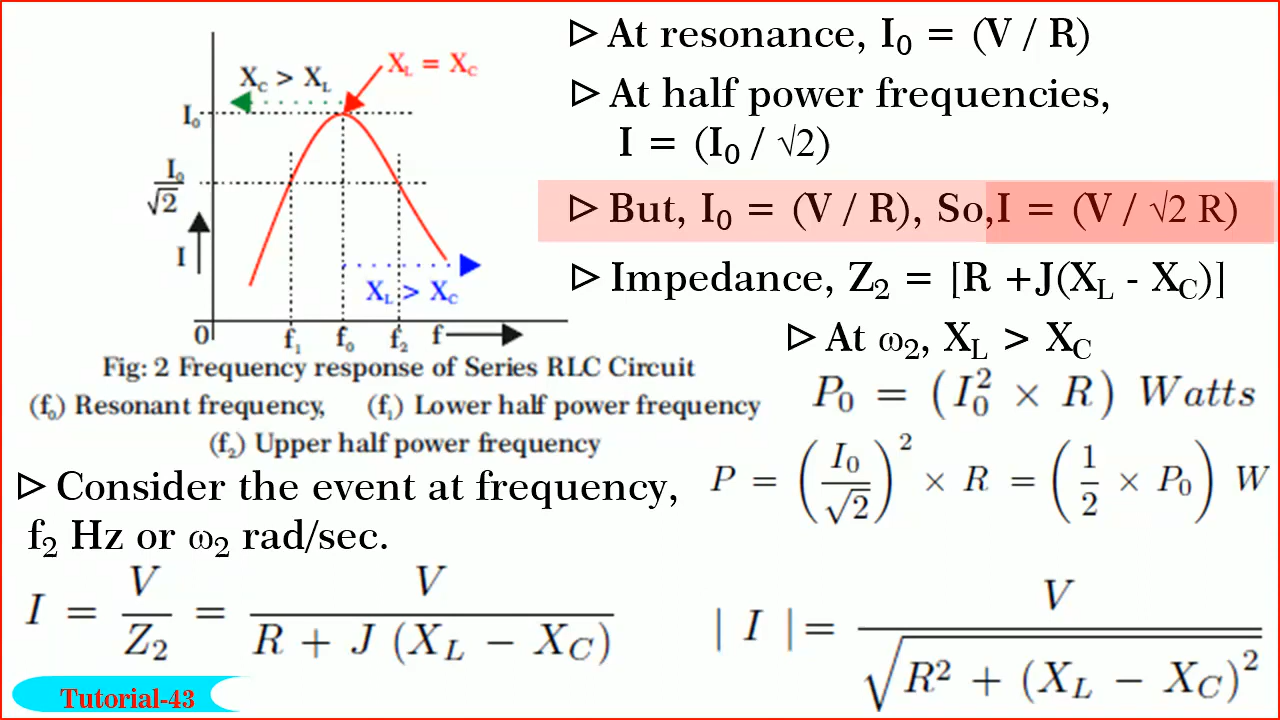 X_C > X_L
X_L = X_C
I₀
I₀/√2
I
X_L > X_C
0 f₁ f₀ f₂ f
Fig: 2 Frequency response of Series RLC Circuit
(f₀) Resonant frequency, (f₁) Lower half power frequency
(f₂) Upper half power frequency
▷ Consider the event at frequency,
f₂ Hz or ω₂ rad/sec.
I = V/Z₂ = V/(R + J (X_L − X_C))
▷ At resonance, I₀ = (V / R)
▷ At half power frequencies,
I = (I₀ / √2)
▷ But, I₀ = (V / R), So,I = (V / √2 R)
▷ Impedance, Z₂ = [R +J(X_L - X_C)]
▷ At ω₂, X_L > X_C
P₀ = (I₀² × R) Watts
P = (I₀/√2)² × R = (1/2 × P₀) W
| I |= V/√(R² + (X_L − X_C)²)
Tutorial-43